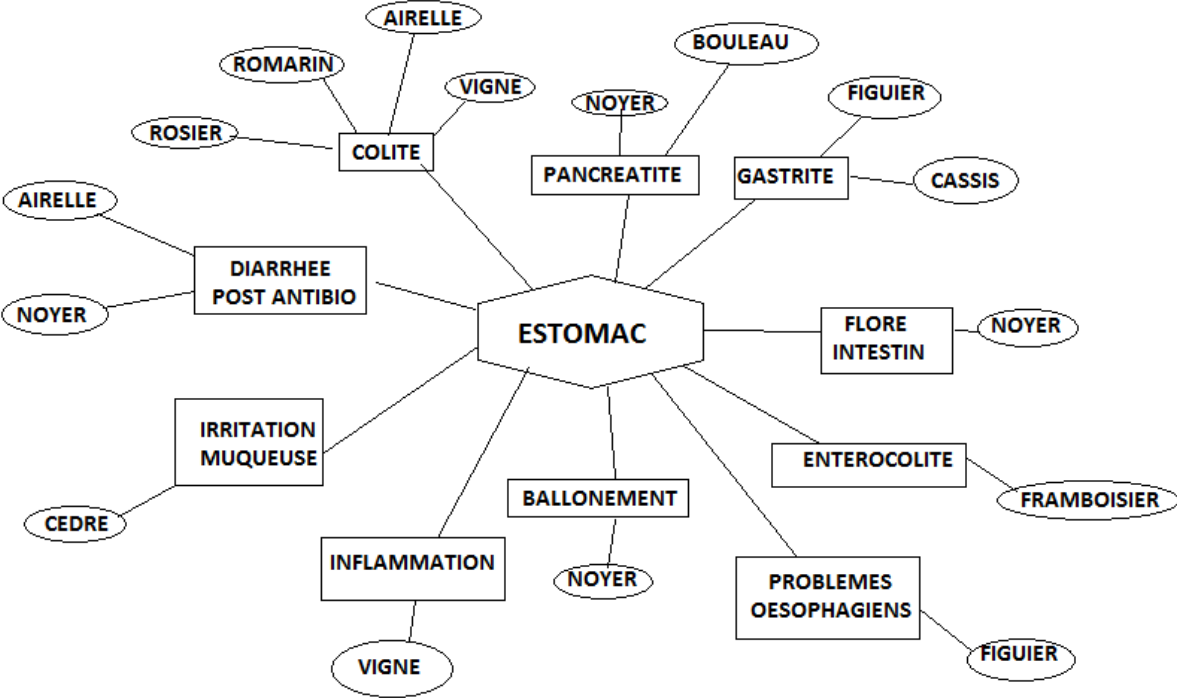 AIRELLE
ROMARIN
VIGNE
ROSIER
COLITE
BOULEAU
NOYER
PANCREATITE
FIGUIER
GASTRITE
CASSIS
AIRELLE
DIARRHEE
POST ANTIBIO
NOYER
ESTOMAC
FLORE
INTESTIN
NOYER
IRRITATION
MUQUEUSE
CEDRE
ENTEROCOLITE
FRAMBOISIER
BALLONEMENT
NOYER
INFLAMMATION
VIGNE
PROBLEMES
OESOPHAGIENS
FIGUIER